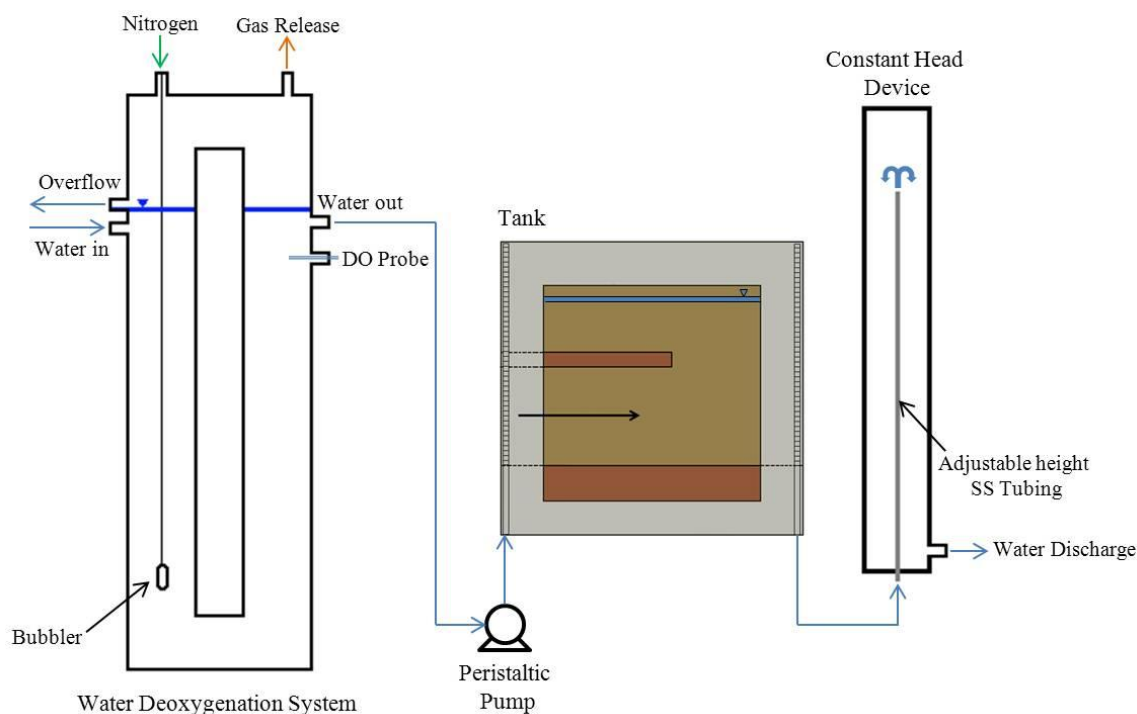 Nitrogen
Gas Release
Constant Head
Device
Overflow
Water out
Water in
DO Probe
Tank
Adjustable height
SS Tubing
Water Discharge
Bubbler
Peristaltic
Pump
Water Deoxygenation System